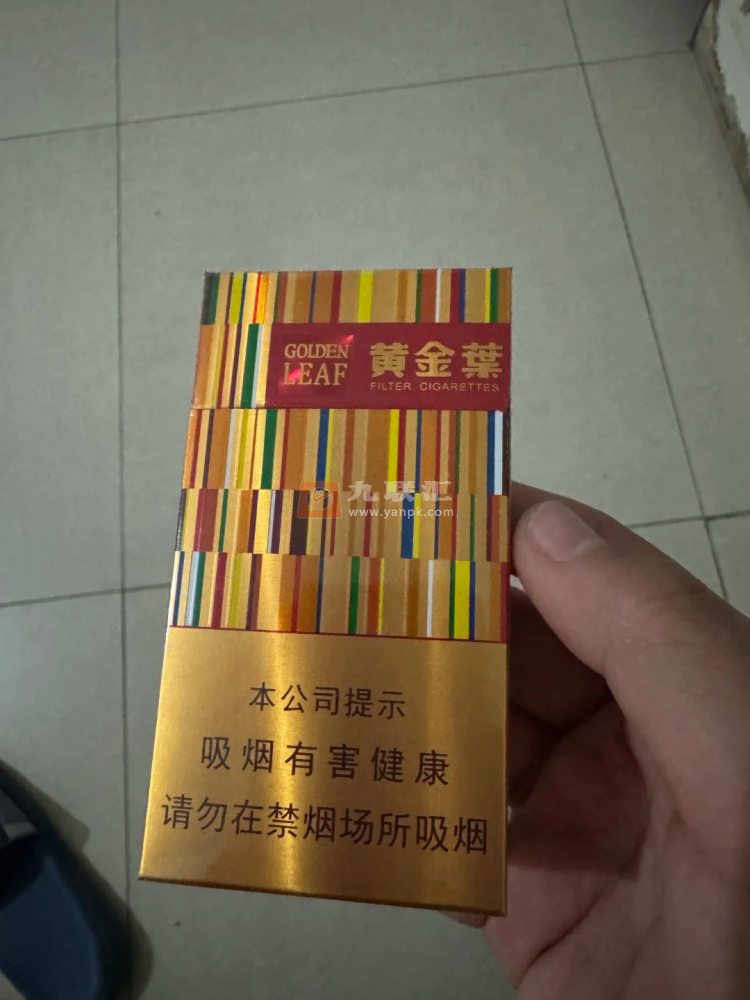 GOLDEN
LEAF
黄金葉
FILTER CIGARETTES
九联汇
www.yanpk.com
本公司提示
吸烟有害健康
请勿在禁烟场所吸烟